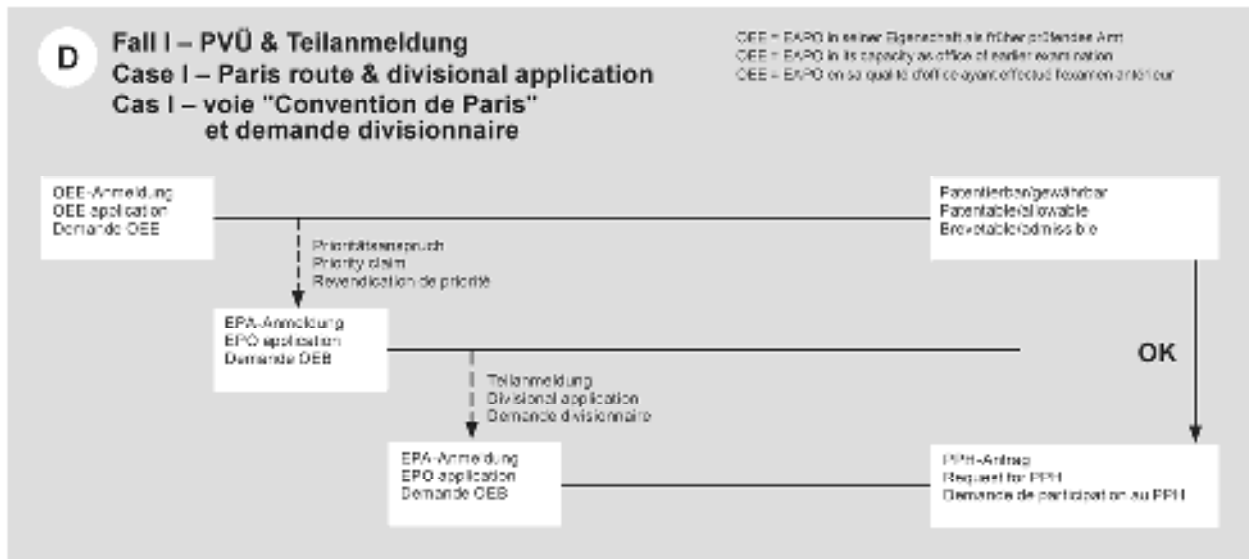 D
Fall I – PVÜ & Teilanmeldung
Case I – Paris route & divisional application
Cas I – voie "Convention de Paris"
et demande divisionnaire
OEE = EAPO in seiner Eigenschaft als früher prüfendes Amt
OEE = EAPO in its capacity as office of earlier examination
OEE = EAPO en sa qualité d'office ayant effectué l'examen antérieur
OEE-Anmeldung
OEE application
Demande OEE
Patentierbar/gewährbar
Patentable/allowable
Brevetable/admissible
Prioritätsanspruch
Priority claim
Revendication de priorité
EPA-Anmeldung
EPO application
Demande OEB
OK
Teilanmeldung
Divisional application
Demande divisionnaire
EPA-Anmeldung
EPO application
Demande OEB
PPH-Antrag
Request for PPH
Demande de participation au PPH